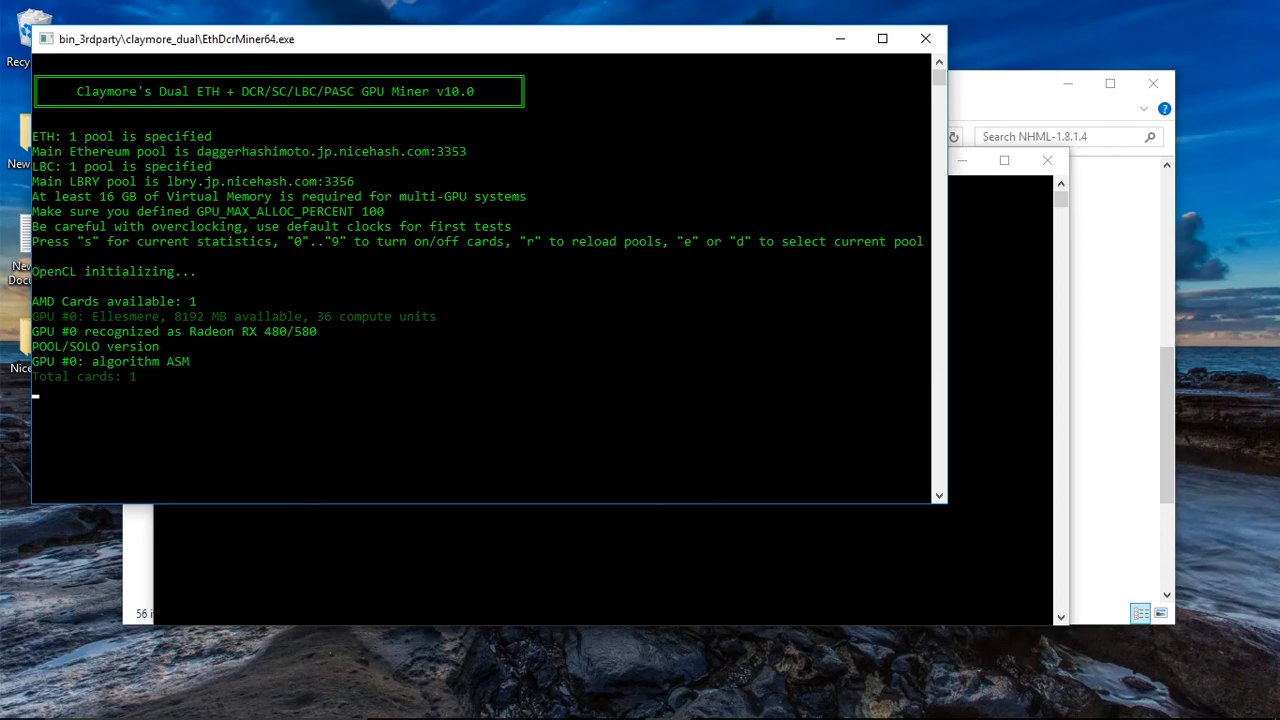 bin_3rdparty\claymore_dual\EthDcrMiner64.exe
Claymore's Dual ETH + DCR/SC/LBC/PASC GPU Miner v10.0
ETH: 1 pool is specified
Main Ethereum pool is daggerhashimoto.jp.nicehash.com:3353
LBC: 1 pool is specified
Main LBRY pool is lbry.jp.nicehash.com:3356
At least 16 GB of Virtual Memory is required for multi-GPU systems
Make sure you defined GPU_MAX_ALLOC_PERCENT 100
Be careful with overclocking, use default clocks for first tests
Press "s" for current statistics, "0".."9" to turn on/off cards, "r" to reload pools, "e" or "d" to select current pool
OpenCL initializing...
AMD Cards available: 1
GPU #0: Ellesmere, 8192 MB available, 36 compute units
GPU #0 recognized as Radeon RX 480/580
POOL/SOLO version
GPU #0: algorithm ASM
Total cards: 1
Search NHML-1.8.1.4
Recy
New
New
Docu
Nice
56 i